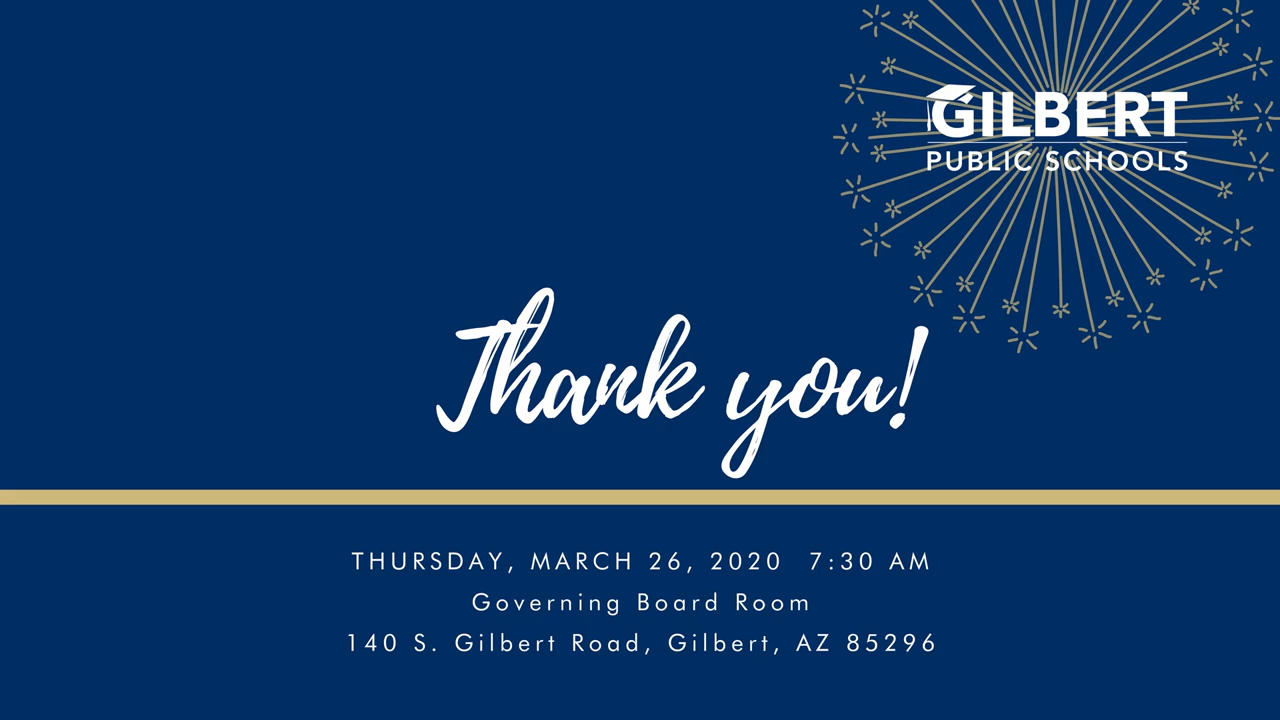 GILBERT
PUBLIC SCHOOLS
Thank you!
THURSDAY, MARCH 26, 2020 7:30 AM
Governing Board Room
140 S. Gilbert Road, Gilbert, AZ 85296